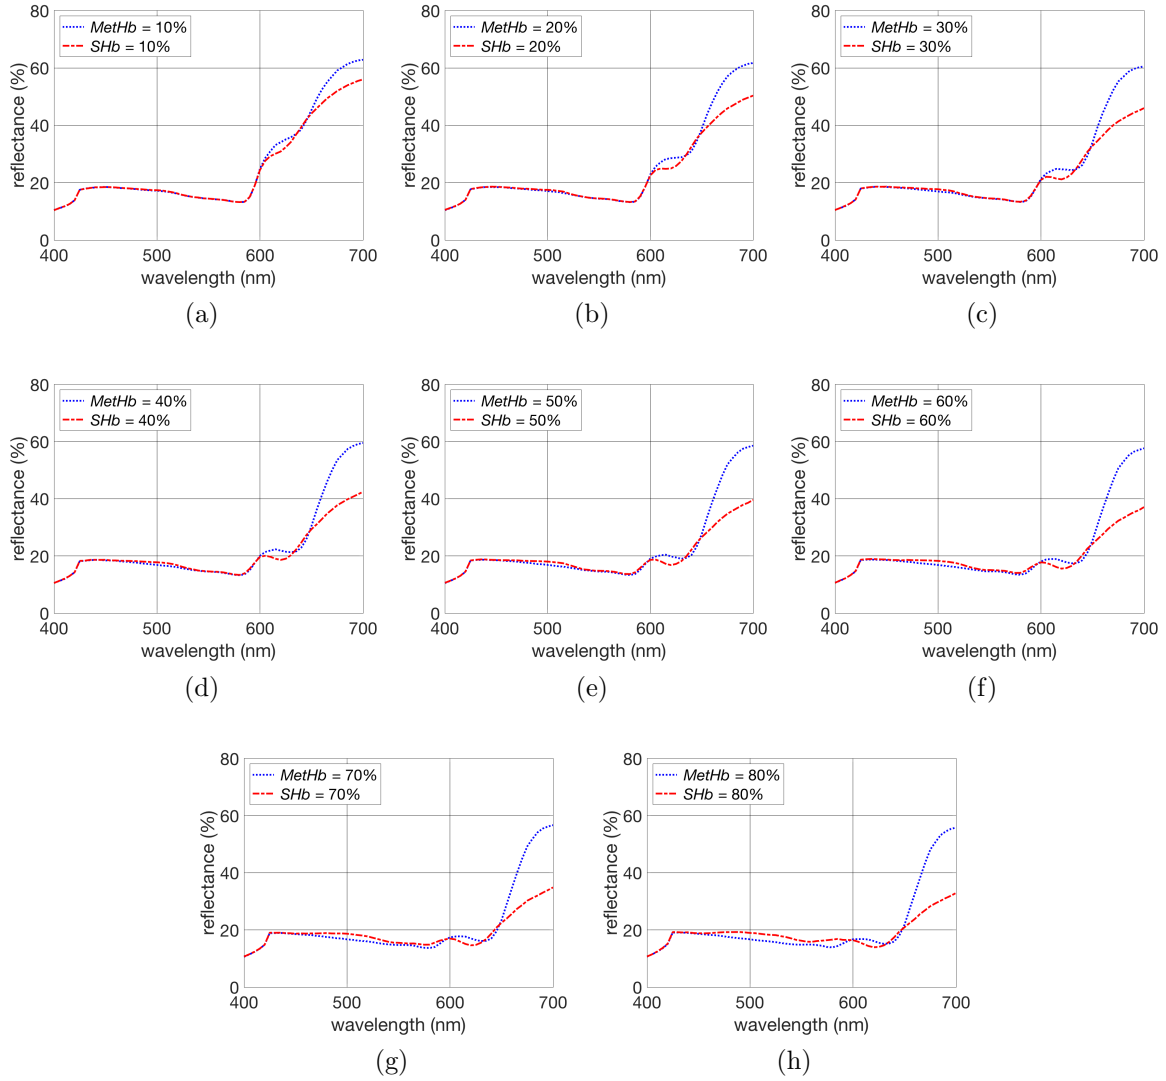 80
60
40
20
0
reflectance (%)
MetHb = 10%
SHb = 10%
400 500 600 700
wavelength (nm)
(a)
80
60
40
20
0
reflectance (%)
MetHb = 20%
SHb = 20%
400 500 600 700
wavelength (nm)
(b)
80
60
40
20
0
reflectance (%)
MetHb = 30%
SHb = 30%
400 500 600 700
wavelength (nm)
(c)
80
60
40
20
0
reflectance (%)
MetHb = 40%
SHb = 40%
400 500 600 700
wavelength (nm)
(d)
80
60
40
20
0
reflectance (%)
MetHb = 50%
SHb = 50%
400 500 600 700
wavelength (nm)
(e)
80
60
40
20
0
reflectance (%)
MetHb = 60%
SHb = 60%
400 500 600 700
wavelength (nm)
(f)
80
60
40
20
0
reflectance (%)
MetHb = 70%
SHb = 70%
400 500 600 700
wavelength (nm)
(g)
80
60
40
20
0
reflectance (%)
MetHb = 80%
SHb = 80%
400 500 600 700
wavelength (nm)
(h)